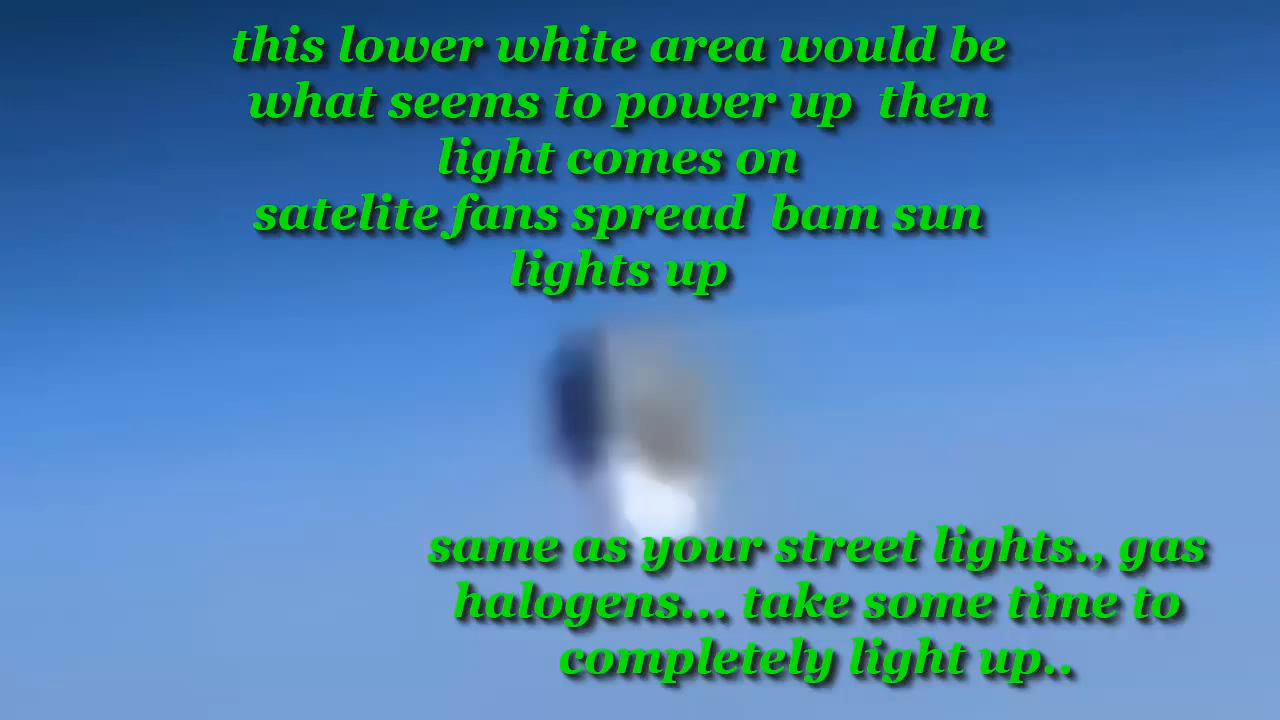 this lower white area would be
what seems to power up  then
light comes on
satelite fans spread  bam sun
lights up
same as your street lights., gas
halogens... take some time to
completely light up..